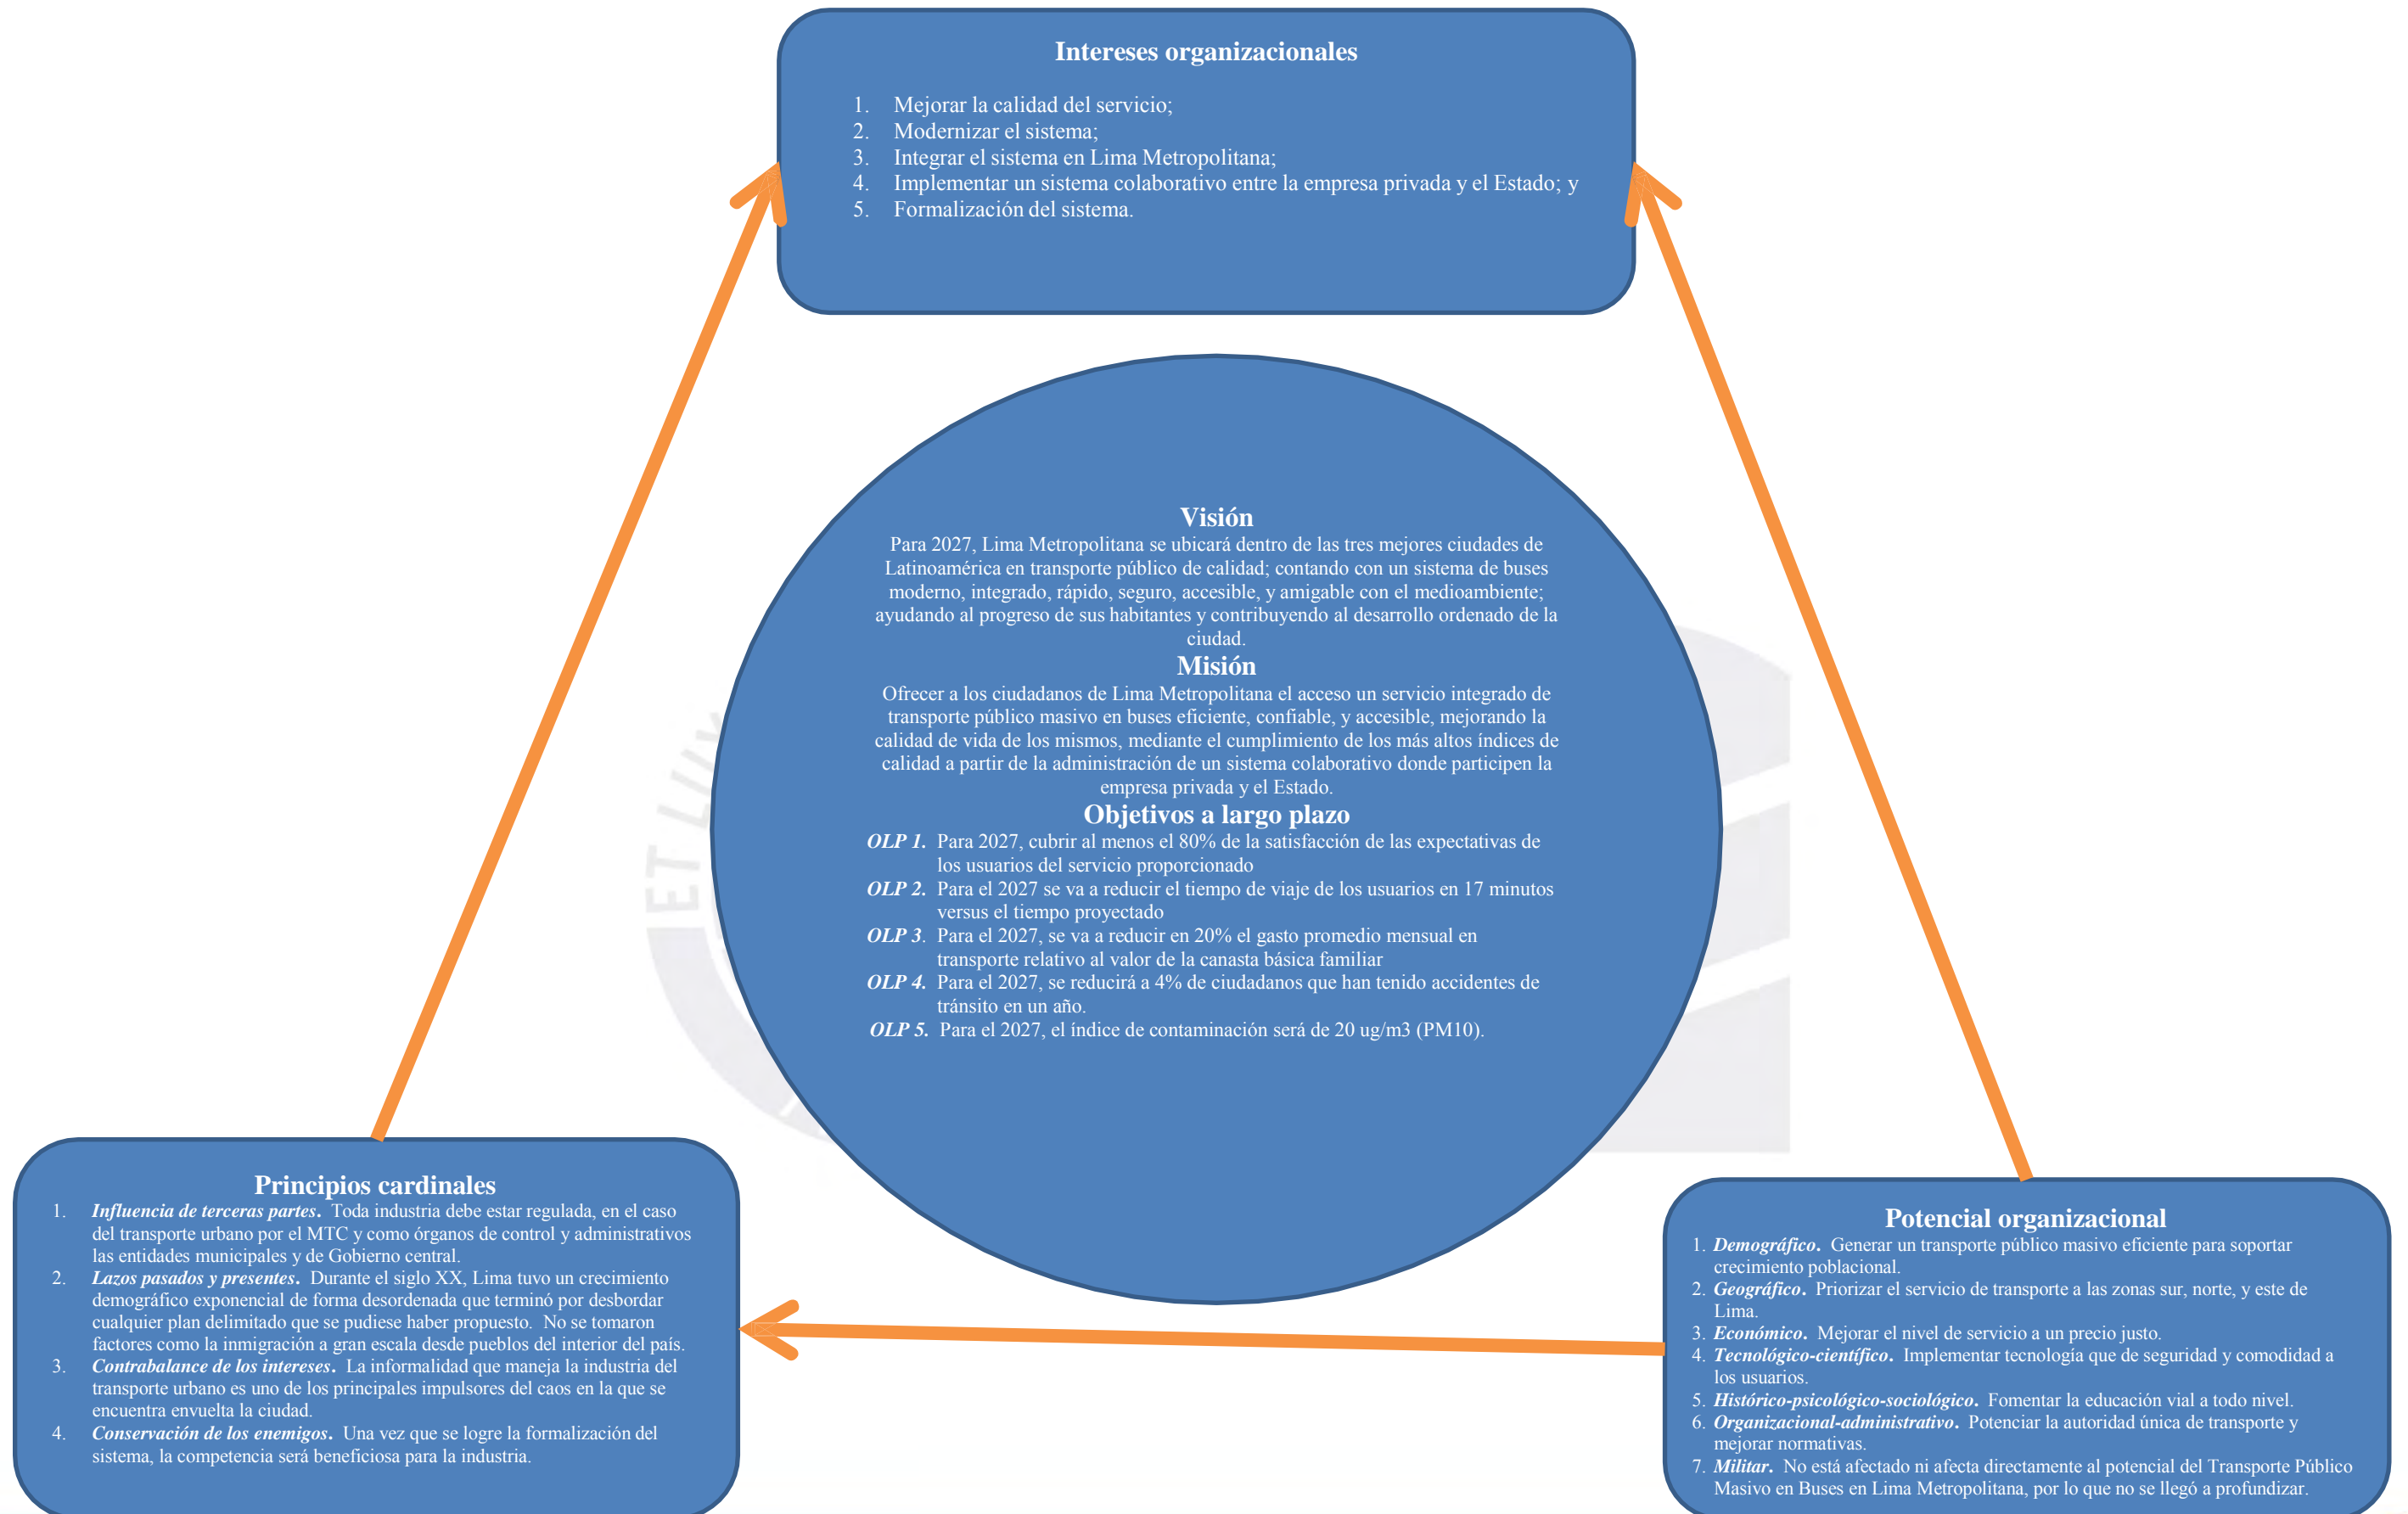 Intereses organizacionales
1. Mejorar la calidad del servicio;
2. Modernizar el sistema;
3. Integrar el sistema en Lima Metropolitana;
4. Implementar un sistema colaborativo entre la empresa privada y el Estado; y
5. Formalización del sistema.
Visión
Para 2027, Lima Metropolitana se ubicará dentro de las tres mejores ciudades de
Latinoamérica en transporte público de calidad; contando con un sistema de buses
moderno, integrado, rápido, seguro, accesible, y amigable con el medioambiente;
ayudando al progreso de sus habitantes y contribuyendo al desarrollo ordenado de la
ciudad.
Misión
Ofrecer a los ciudadanos de Lima Metropolitana el acceso un servicio integrado de
transporte público masivo en buses eficiente, confiable, y accesible, mejorando la
calidad de vida de los mismos, mediante el cumplimiento de los más altos índices de
calidad a partir de la administración de un sistema colaborativo donde participen la
empresa privada y el Estado.
Objetivos a largo plazo
OLP 1. Para 2027, cubrir al menos el 80% de la satisfacción de las expectativas de
los usuarios del servicio proporcionado
OLP 2. Para el 2027 se va a reducir el tiempo de viaje de los usuarios en 17 minutos
versus el tiempo proyectado
OLP 3. Para el 2027, se va a reducir en 20% el gasto promedio mensual en
transporte relativo al valor de la canasta básica familiar
OLP 4. Para el 2027, se reducirá a 4% de ciudadanos que han tenido accidentes de
tránsito en un año.
OLP 5. Para el 2027, el índice de contaminación será de 20 ug/m3 (PM10).
ET LUX
Principios cardinales
1. Influencia de terceras partes. Toda industria debe estar regulada, en el caso
del transporte urbano por el MTC y como órganos de control y administrativos
las entidades municipales y de Gobierno central.
2. Lazos pasados y presentes. Durante el siglo XX, Lima tuvo un crecimiento
demográfico exponencial de forma desordenada que terminó por desbordar
cualquier plan delimitado que se pudiese haber propuesto. No se tomaron
factores como la inmigración a gran escala desde pueblos del interior del país.
3. Contrabalance de los intereses. La informalidad que maneja la industria del
transporte urbano es uno de los principales impulsores del caos en la que se
encuentra envuelta la ciudad.
4. Conservación de los enemigos. Una vez que se logre la formalización del
sistema, la competencia será beneficiosa para la industria.
Potencial organizacional
1. Demográfico. Generar un transporte público masivo eficiente para soportar
crecimiento poblacional.
2. Geográfico. Priorizar el servicio de transporte a las zonas sur, norte, y este de
Lima.
3. Económico. Mejorar el nivel de servicio a un precio justo.
4. Tecnológico-científico. Implementar tecnología que de seguridad y comodidad a
los usuarios.
5. Histórico-psicológico-sociológico. Fomentar la educación vial a todo nivel.
6. Organizacional-administrativo. Potenciar la autoridad única de transporte y
mejorar normativas.
7. Militar. No está afectado ni afecta directamente al potencial del Transporte Público
Masivo en Buses en Lima Metropolitana, por lo que no se llegó a profundizar.